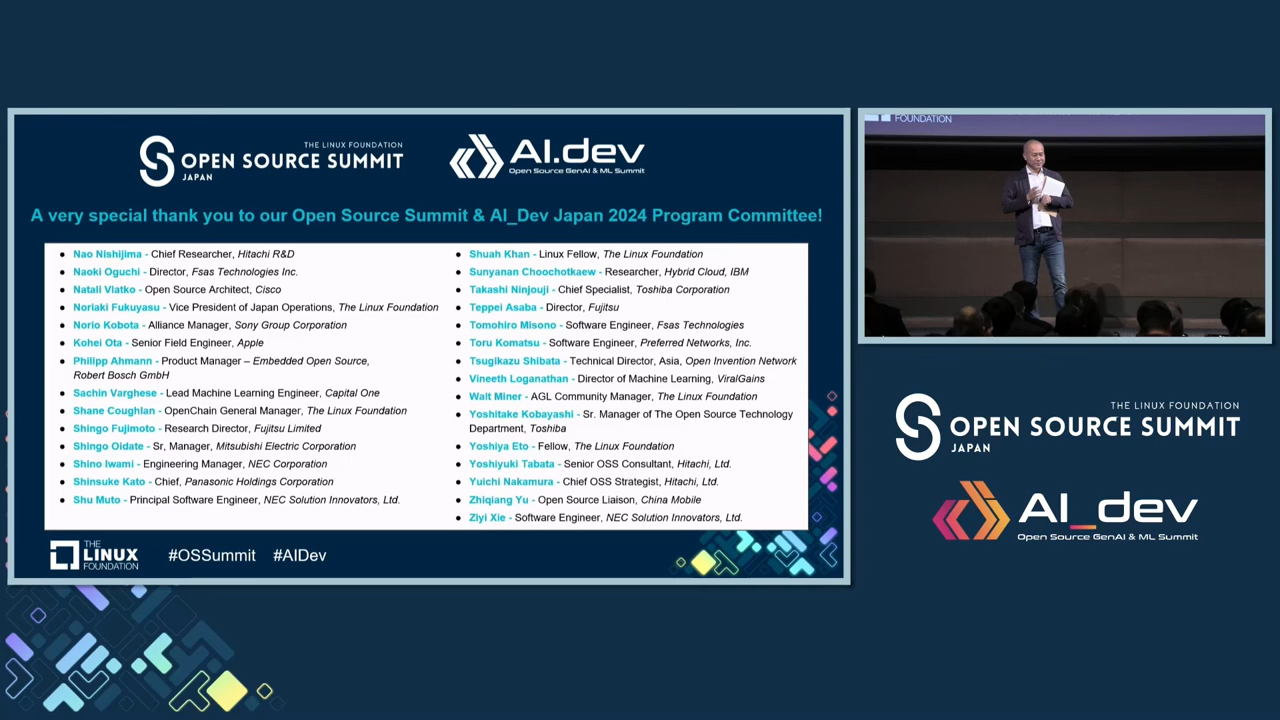 THE LINUX FOUNDATION
OPEN SOURCE SUMMIT
JAPAN
AI.dev
Open Source GenAI & ML Summit
A very special thank you to our Open Source Summit & AI_Dev Japan 2024 Program Committee!
● Nao Nishijima - Chief Researcher, Hitachi R&D
● Naoki Oguchi - Director, Fsas Technologies Inc.
● Natali Vlatko - Open Source Architect, Cisco
● Noriaki Fukuyasu - Vice President of Japan Operations, The Linux Foundation
● Norio Kobota - Alliance Manager, Sony Group Corporation
● Kohei Ota - Senior Field Engineer, Apple
● Philipp Ahmann - Product Manager – Embedded Open Source,
Robert Bosch GmbH
● Sachin Varghese - Lead Machine Learning Engineer, Capital One
● Shane Coughlan - OpenChain General Manager, The Linux Foundation
● Shingo Fujimoto - Research Director, Fujitsu Limited
● Shingo Oidate - Sr, Manager, Mitsubishi Electric Corporation
● Shino Iwami - Engineering Manager, NEC Corporation
● Shinsuke Kato - Chief, Panasonic Holdings Corporation
● Shu Muto - Principal Software Engineer, NEC Solution Innovators, Ltd.
● Shuah Khan - Linux Fellow, The Linux Foundation
● Sunyanan Choochotkaew - Researcher, Hybrid Cloud, IBM
● Takashi Ninjouji - Chief Specialist, Toshiba Corporation
● Teppei Asaba - Director, Fujitsu
● Tomohiro Misono - Software Engineer, Fsas Technologies
● Toru Komatsu - Software Engineer, Preferred Networks, Inc.
● Tsugikazu Shibata - Technical Director, Asia, Open Invention Network
● Vineeth Loganathan - Director of Machine Learning, ViralGains
● Walt Miner - AGL Community Manager, The Linux Foundation
● Yoshitake Kobayashi - Sr. Manager of The Open Source Technology
Department, Toshiba
● Yoshiya Eto - Fellow, The Linux Foundation
● Yoshiyuki Tabata - Senior OSS Consultant, Hitachi, Ltd.
● Yuichi Nakamura - Chief OSS Strategist, Hitachi, Ltd.
● Zhiqiang Yu - Open Source Liaison, China Mobile
● Ziyi Xie - Software Engineer, NEC Solution Innovators, Ltd.
THE
LINUX
FOUNDATION
#OSSummit #AIDev
FOUNDATION
THE LINUX FOUNDATION
OPEN SOURCE SUMMIT
JAPAN
AI_dev
Open Source GenAI & ML Summit